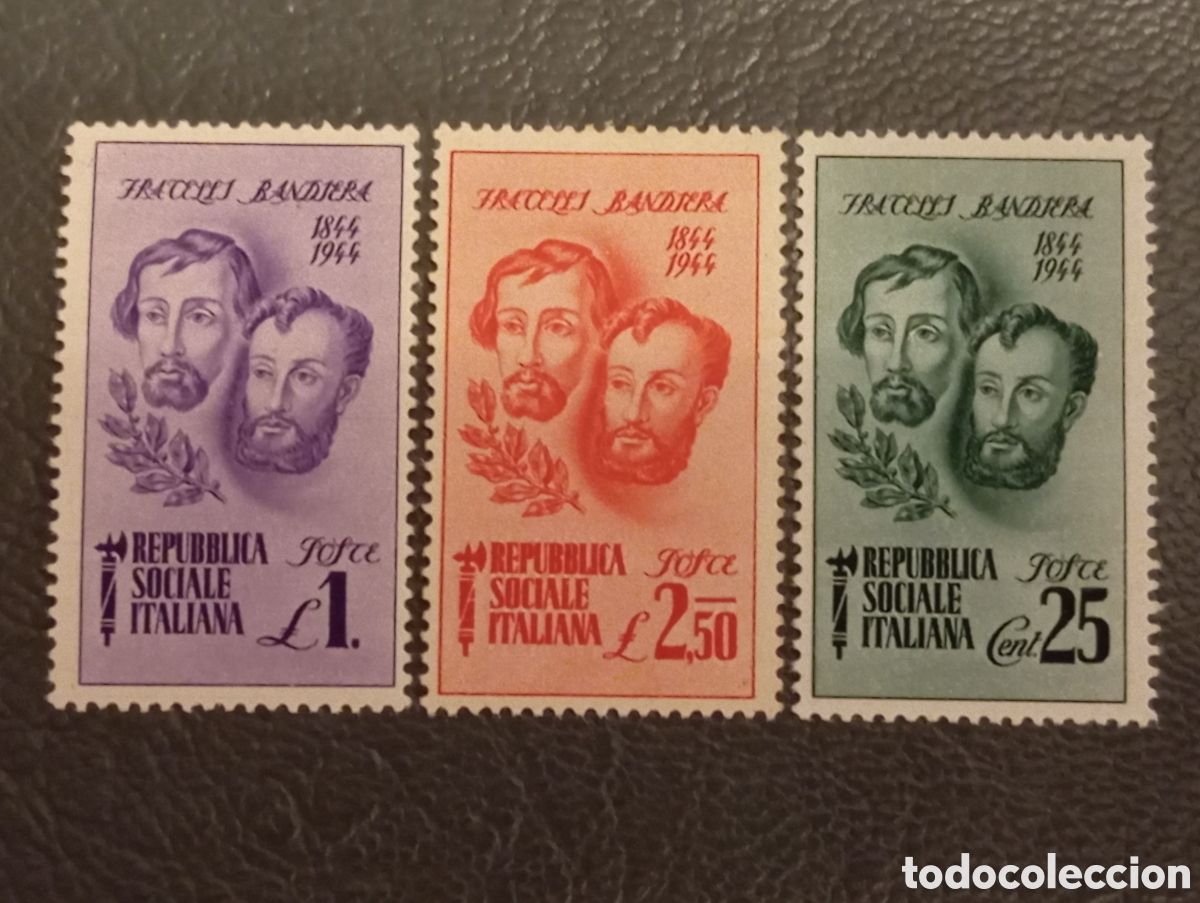 FRATELLI BANDIERA
1844
1944
REPUBBLICA
SOCIALE
ITALIANA
POSTE
£1.
FRATELLI BANDIERA
1844
1944
REPUBBLICA
SOCIALE
ITALIANA
POSTE
£2,50
FRATELLI BANDIERA
1844
1944
REPUBBLICA
SOCIALE
ITALIANA
POSTE
Cent. 25
todocoleccion